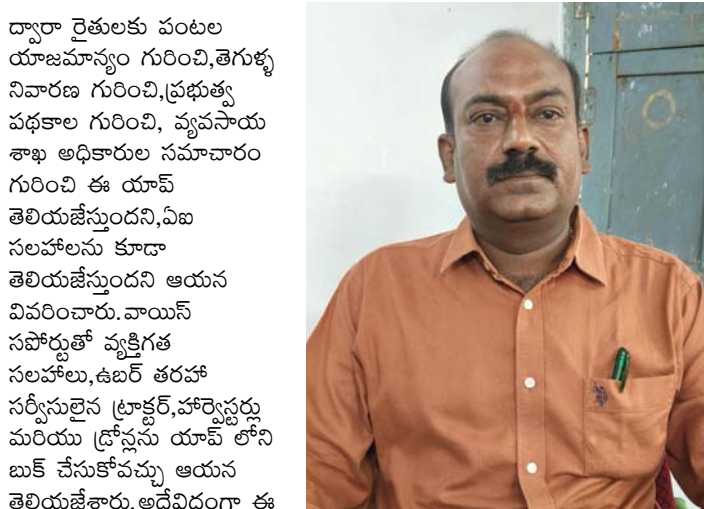 ద్వారా రైతులకు పంటల
యాజమాన్యం గురించి,తెగుళ్ళ
నివారణ గురించి,ప్రభుత్వ
పథకాల గురించి, వ్యవసాయ
శాఖ అధికారుల సమాచారం
గురించి ఈ యాప్
తెలియజేస్తుందని,ఏఐ
సలహాలను కూడా
తెలియజేస్తుందని ఆయన
వివరించారు.వాయిస్
సపోర్టుతో వ్యక్తిగత
సలహాలు,ఉబర్ తరహా
సర్వీసులైన ట్రాక్టర్,హార్వెస్టర్లు
మరియు డ్రోన్లను యాప్ లోని
బుక్ చేసుకోవచ్చు ఆయన
తెలియజేశారు.అదేవిదంగా ఈ